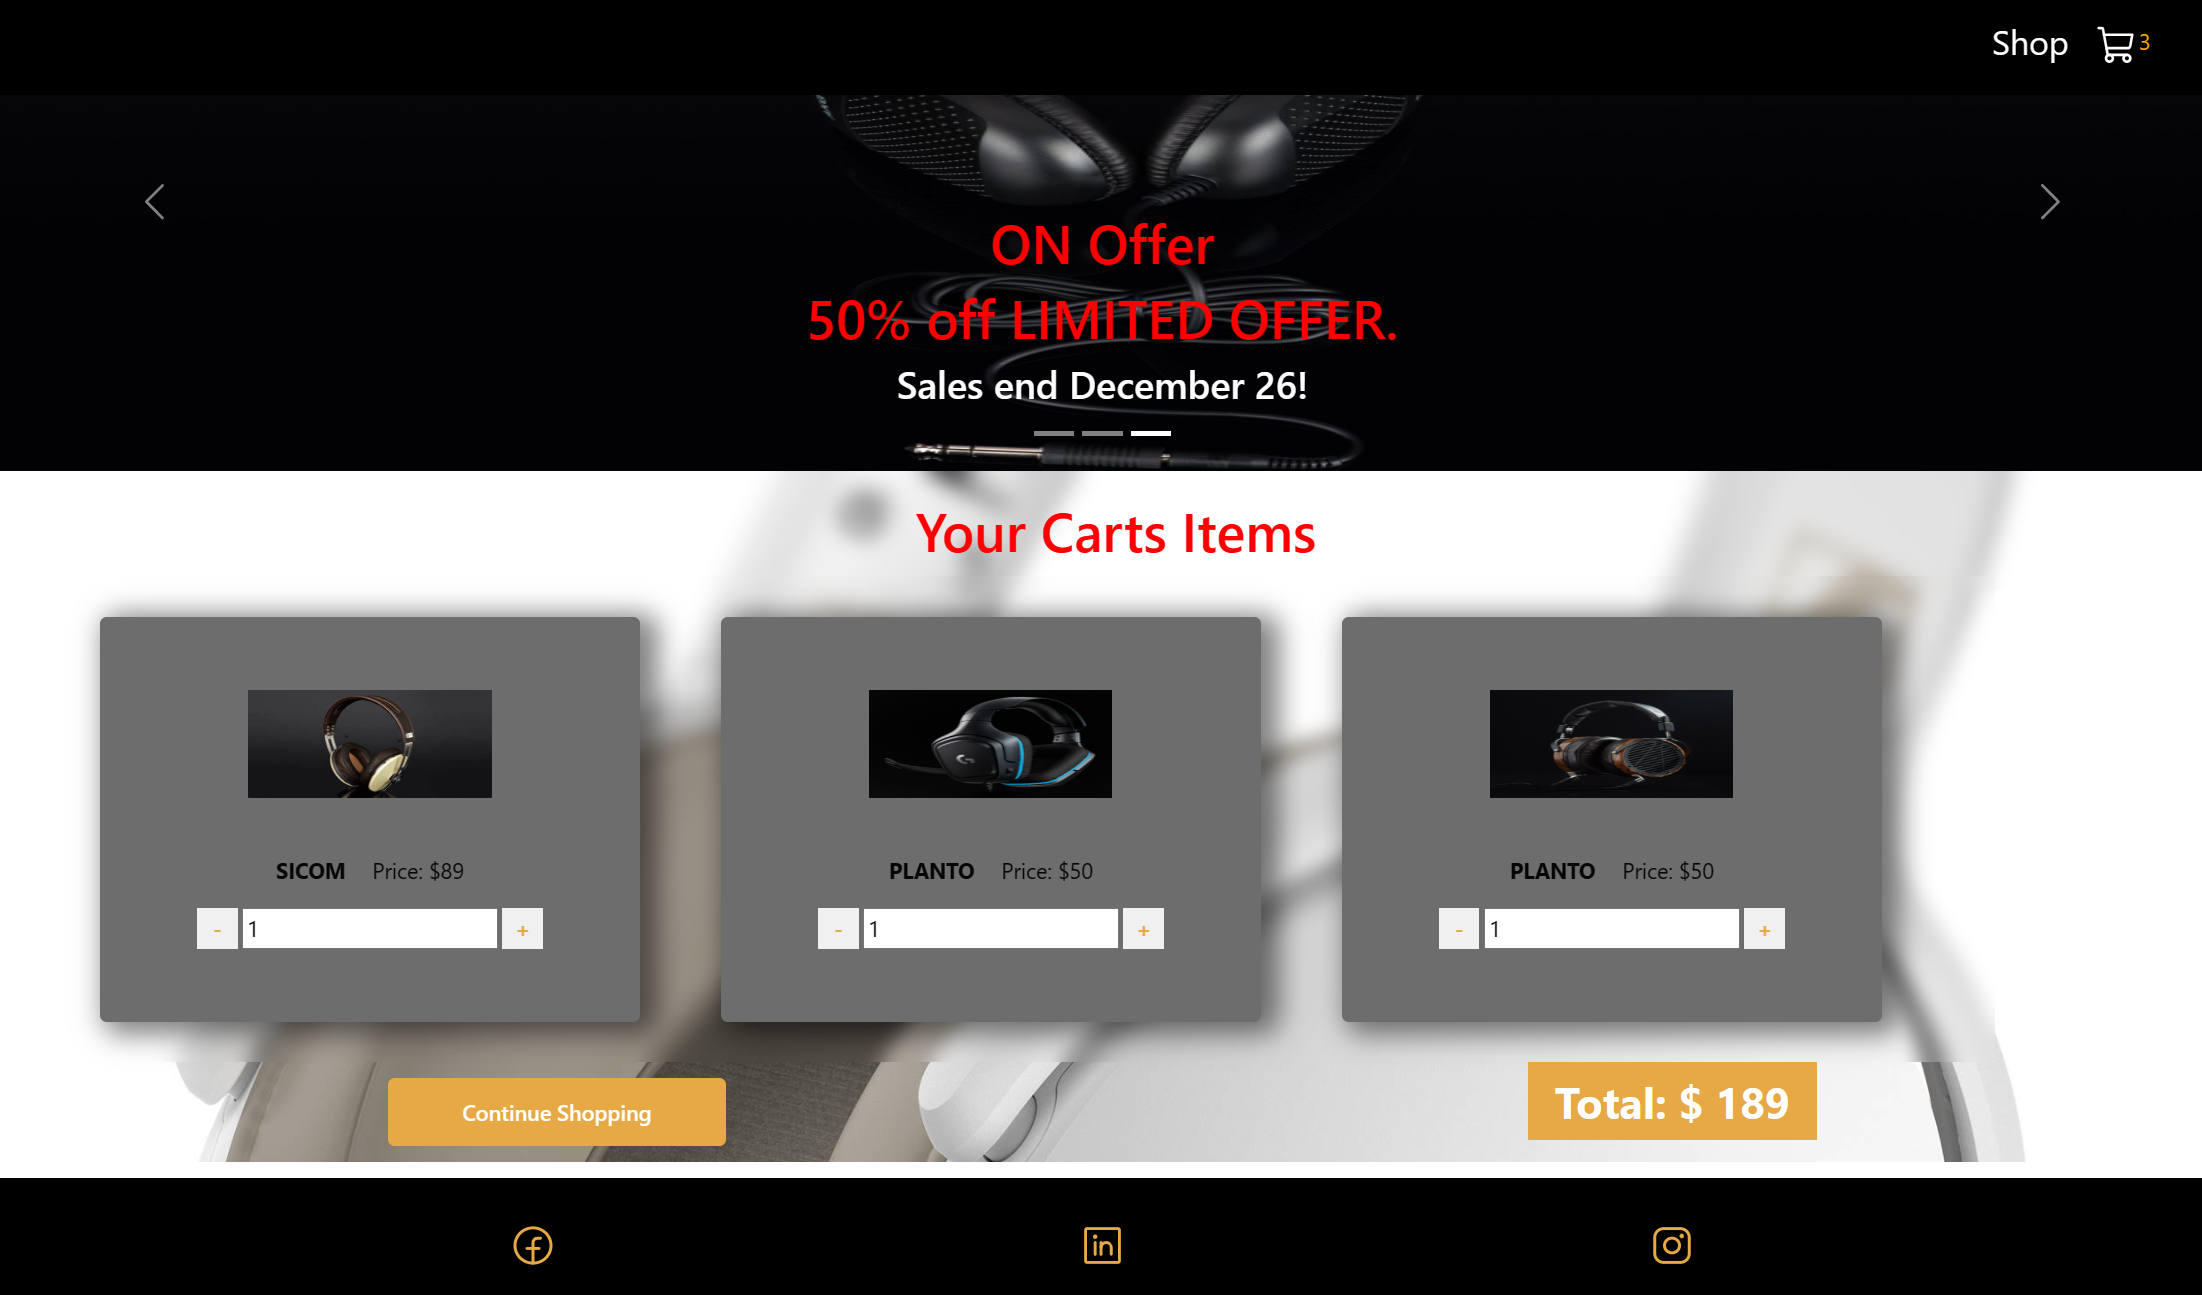 Shop 3
ON Offer
50% off LIMITED OFFER.
Sales end December 26!
Your Carts Items
SICOM Price: $89
- 1 +
PLANTO Price: $50
- 1 +
PLANTO Price: $50
- 1 +
Continue Shopping
Total: $ 189